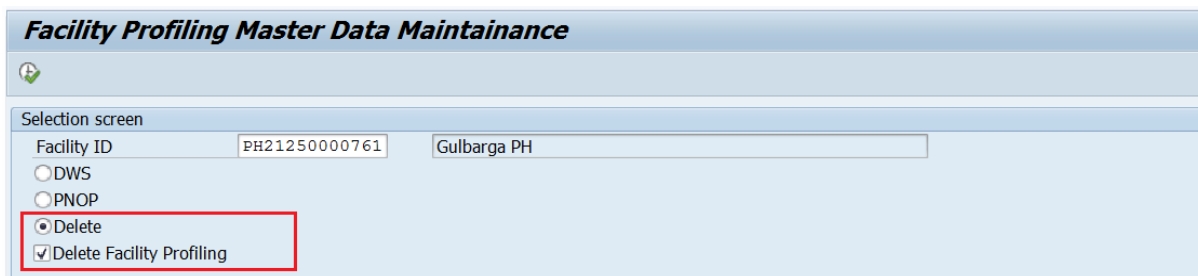 Facility Profiling Master Data Maintainance
Selection screen
Facility ID PH21250000761 Gulbarga PH
DWS
PNOP
Delete
Delete Facility Profiling